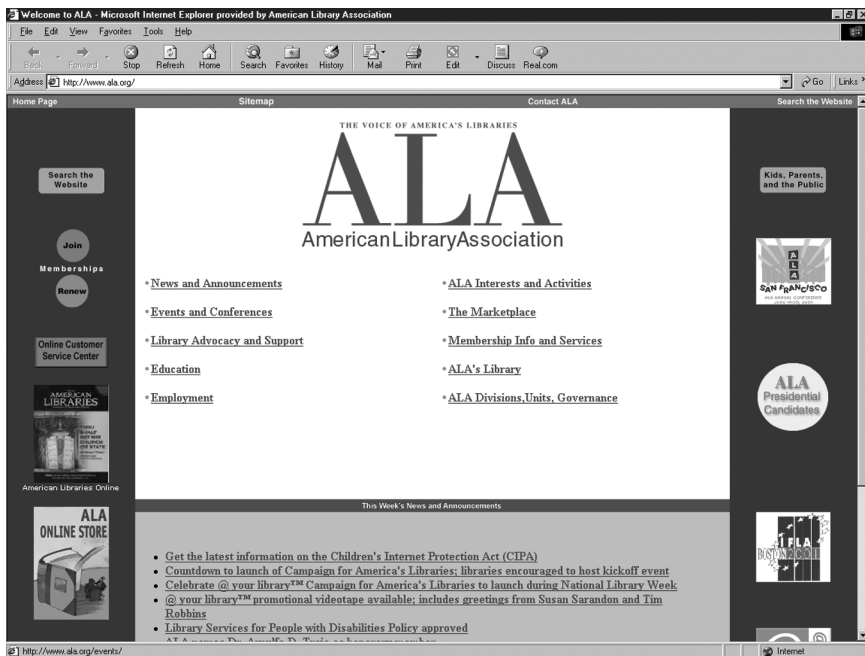 Welcome to ALA - Microsoft Internet Explorer provided by American Library Association
File Edit View Favorites Tools Help
Back Forward Stop Refresh Home Search Favorites History Mail Print Edit Discuss Real.com
Address http://www.ala.org/ Go Links
Home Page Sitemap Contact ALA Search the Website
THE VOICE OF AMERICA'S LIBRARIES
ALA
American Library Association
Search the
Website
Join
Memberships
Renew
Online Customer
Service Center
AMERICAN
LIBRARIES
American Libraries Online
ALA
ONLINE STORE
News and Announcements
Events and Conferences
Library Advocacy and Support
Education
Employment
ALA Interests and Activities
The Marketplace
Membership Info and Services
ALA's Library
ALA Divisions,Units, Governance
Kids, Parents,
and the Public
ALA
SAN FRANCISCO
ALA ANNUAL CONFERENCE
ALA
Presidential
Candidates
IFLA
BOSTON 2001
This Week's News and Announcements
Get the latest information on the Children's Internet Protection Act (CIPA)
Countdown to launch of Campaign for America's Libraries; libraries encouraged to host kickoff event
Celebrate @ your library™ Campaign for America's Libraries to launch during National Library Week
@ your library™ promotional videotape available; includes greetings from Susan Sarandon and Tim
Robbins
Library Services for People with Disabilities Policy approved
http://www.ala.org/events/ Internet